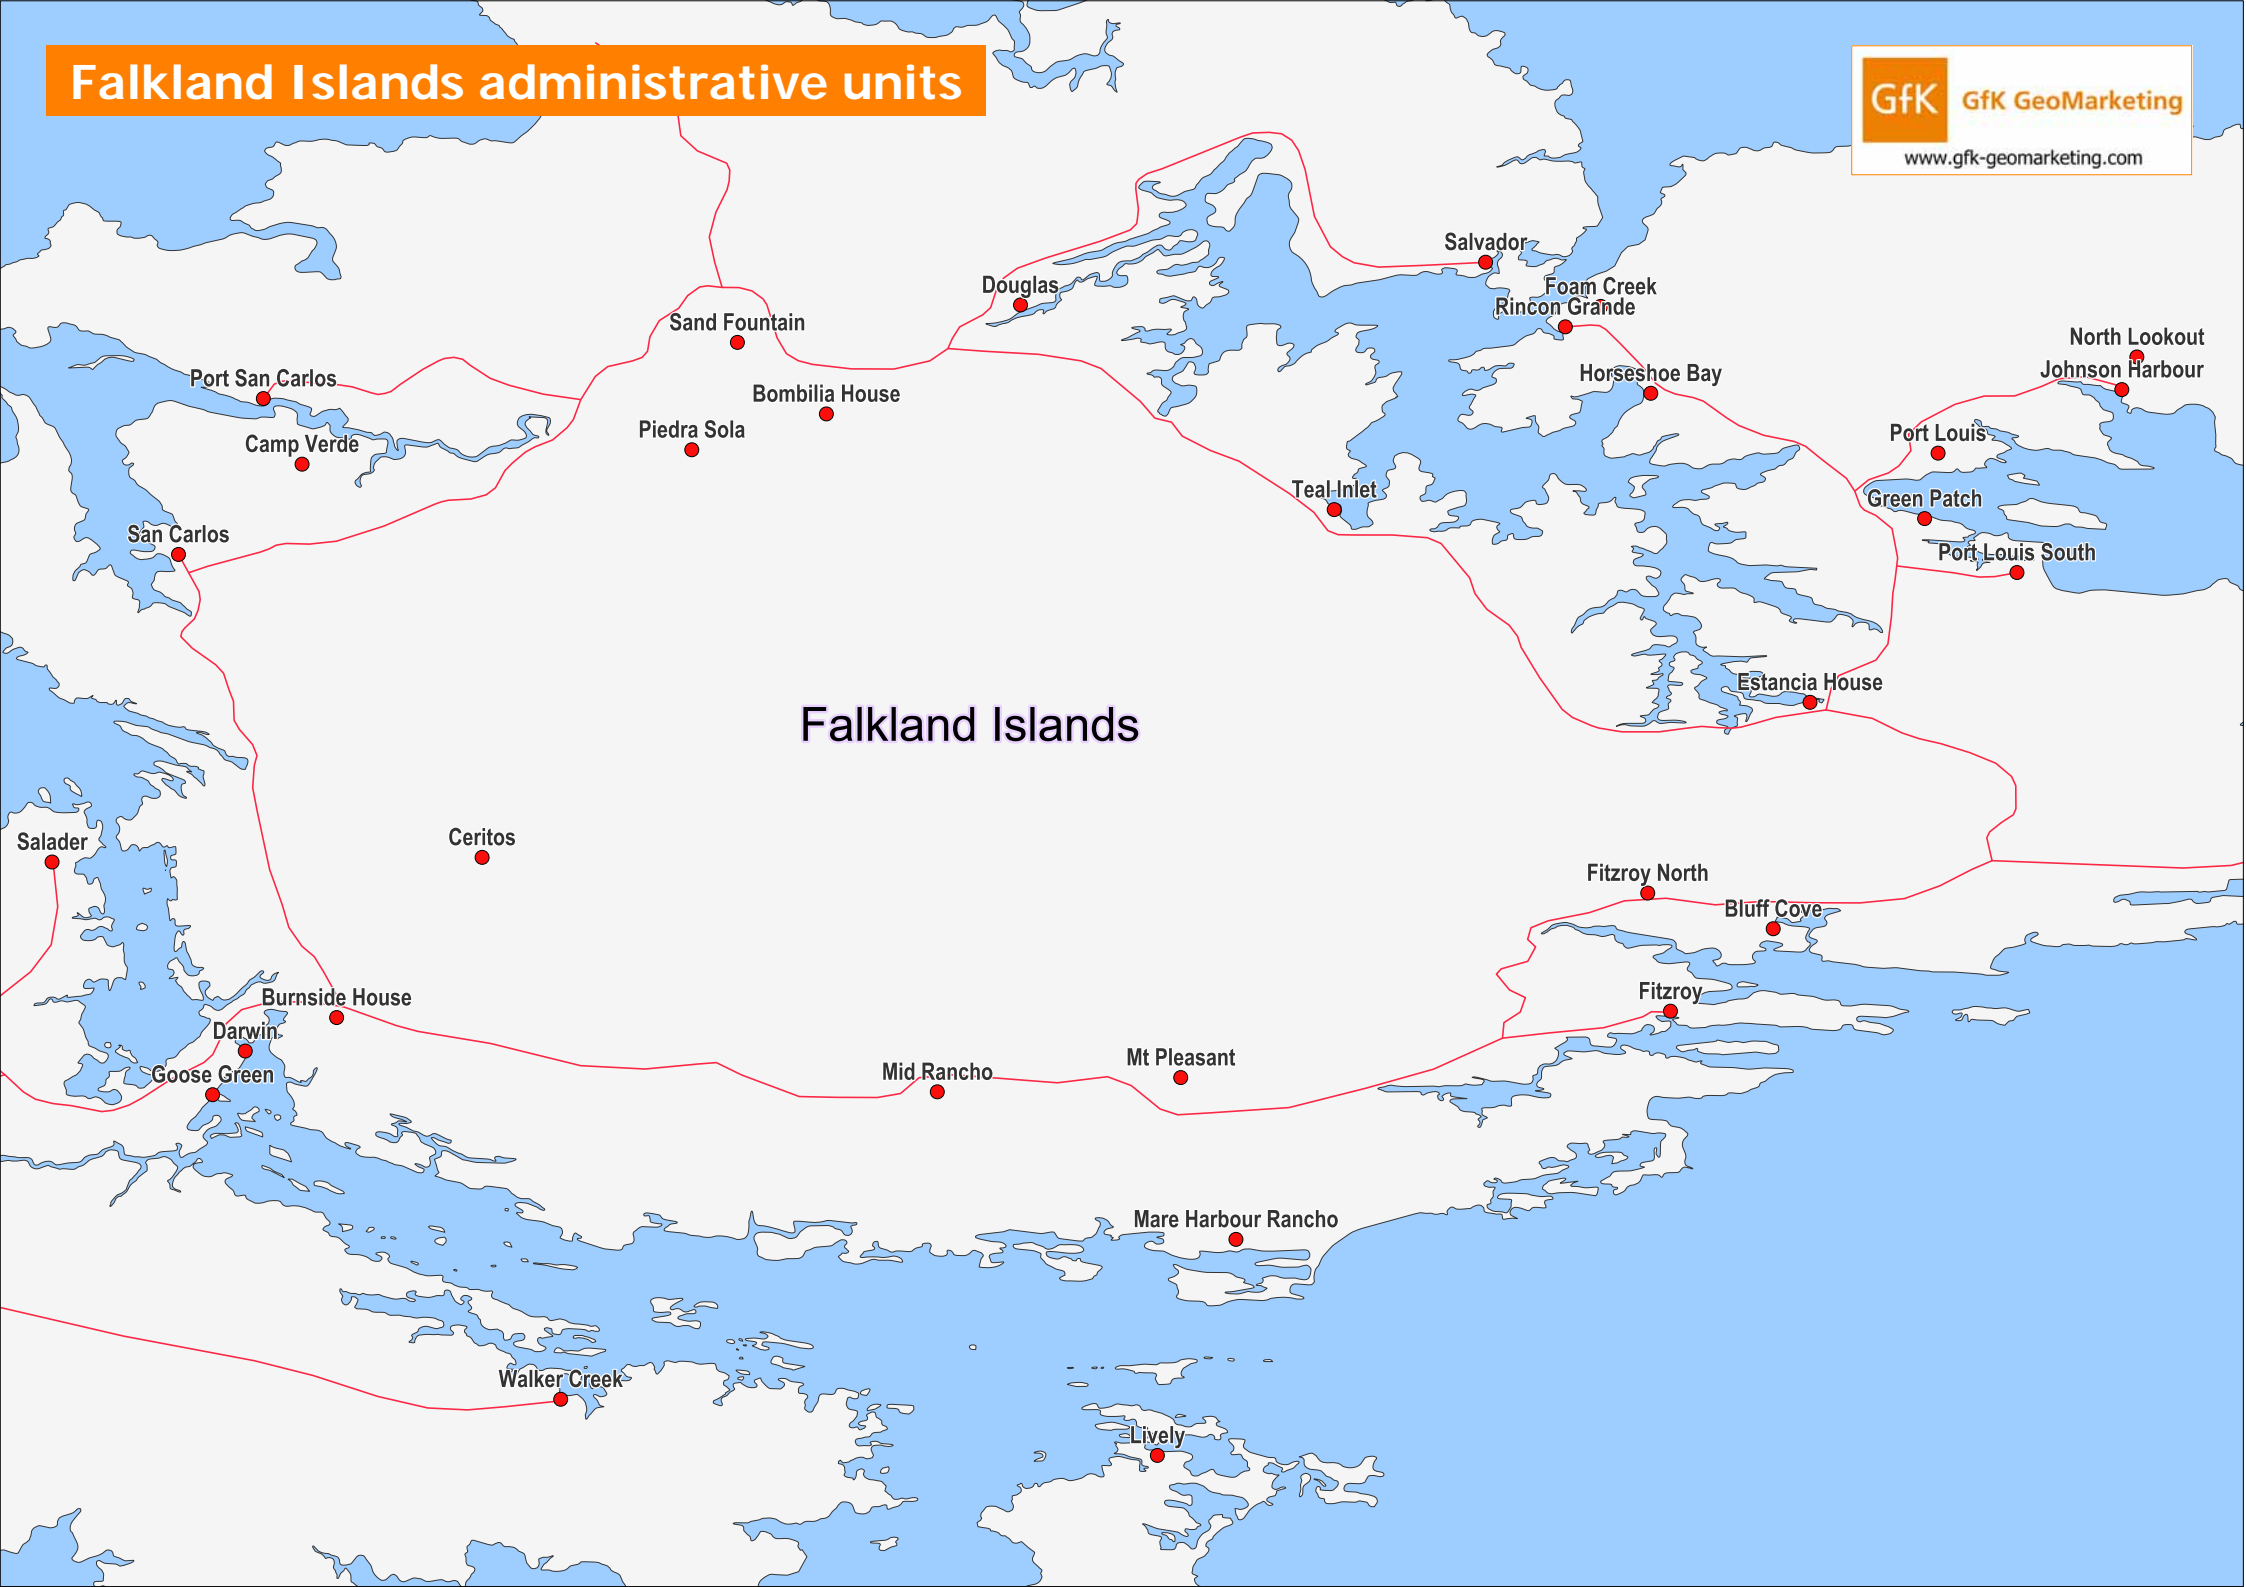 Falkland Islands administrative units
GfK
GfK GeoMarketing
www.gfk-geomarketing.com
Salvador
Douglas
Foam Creek
Rincon Grande
Sand Fountain
North Lookout
Johnson Harbour
Port San Carlos
Horseshoe Bay
Bombilia House
Piedra Sola
Port Louis
Camp Verde
Teal Inlet
Green Patch
San Carlos
Port Louis South
Estancia House
Falkland Islands
Salader
Ceritos
Fitzroy North
Bluff Cove
Fitzroy
Burnside House
Darwin
Mt Pleasant
Goose Green
Mid Rancho
Mare Harbour Rancho
Walker Creek
Lively